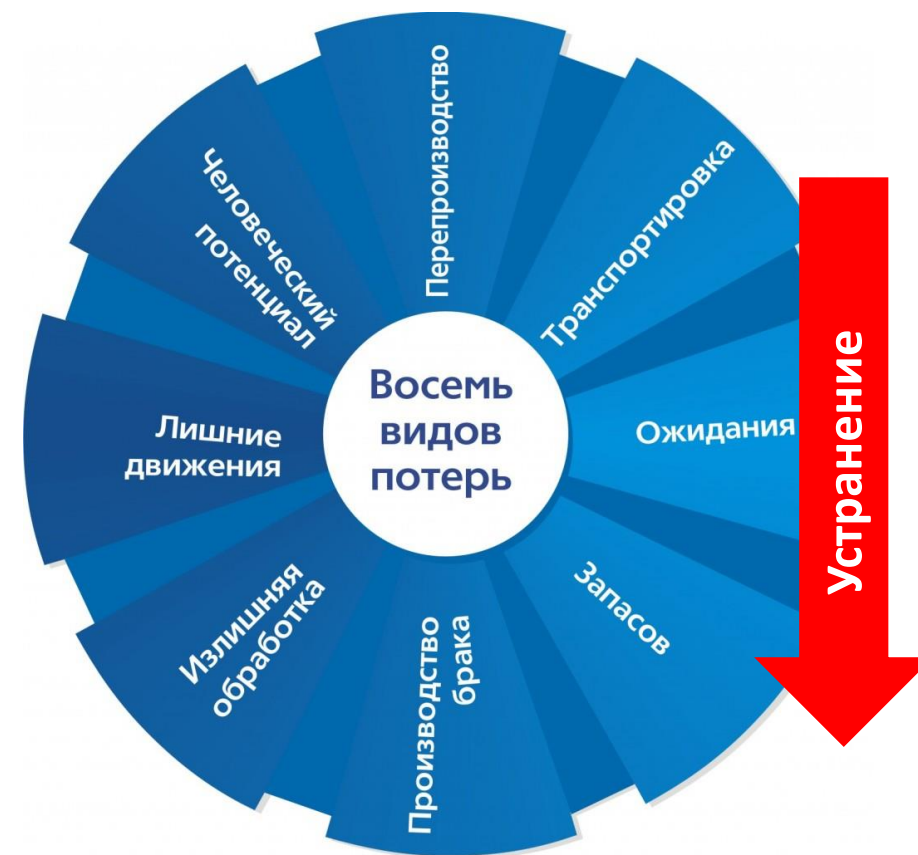 Перепроизводство
Транспортировка
Ожидания
Запасов
Производство
брака
Излишняя
обработка
Лишние
движения
Человеческий
потенциал
Восемь
видов
потерь
Устранение